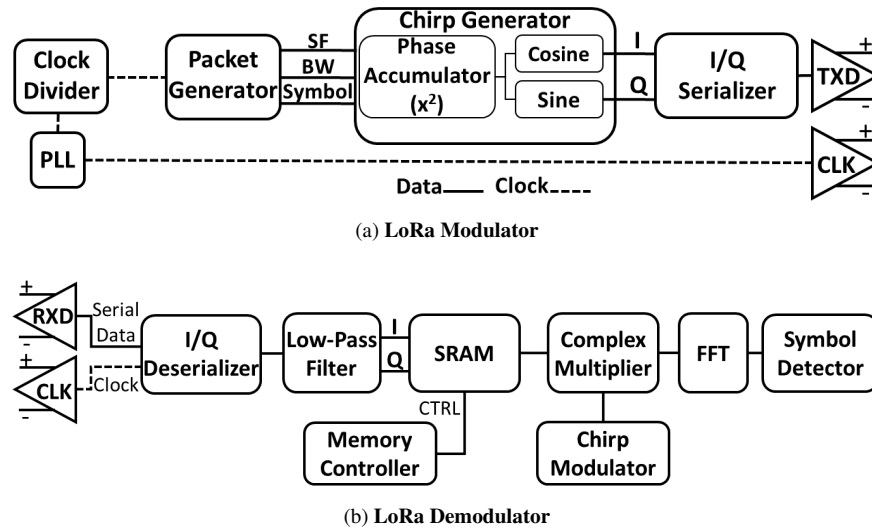 Chirp Generator
Clock
Divider
Packet
Generator
SF
BW
Symbol
Phase
Accumulator
(x²)
Cosine
Sine
I
Q
I/Q
Serializer
+
TXD
-
PLL
+
CLK
-
Data Clock
(a) LoRa Modulator
+
RXD
-
Serial
Data
+
CLK
-
Clock
I/Q
Deserializer
Low-Pass
Filter
I
Q
SRAM
CTRL
Memory
Controller
Complex
Multiplier
Chirp
Modulator
FFT
Symbol
Detector
(b) LoRa Demodulator